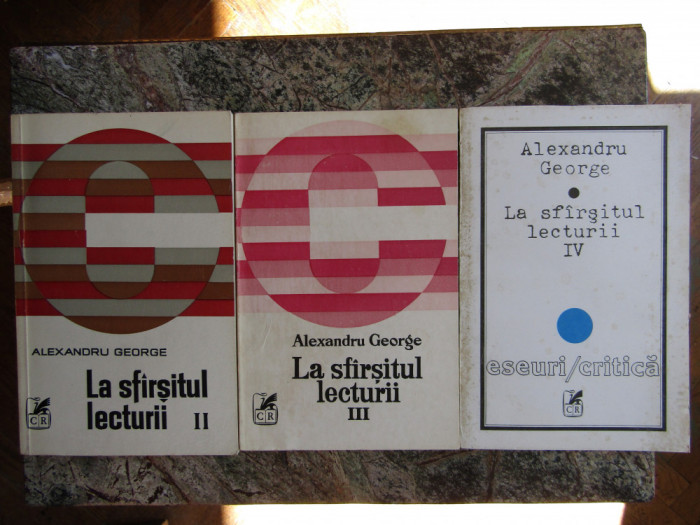 ALEXANDRU GEORGE
La sfîrşitul
lecturii II
CR
Alexandru George
La sfîrşitul
lecturii
III
CR
Alexandru
George
La sfîrşitul
lecturii
IV
eseuri/critică
CR